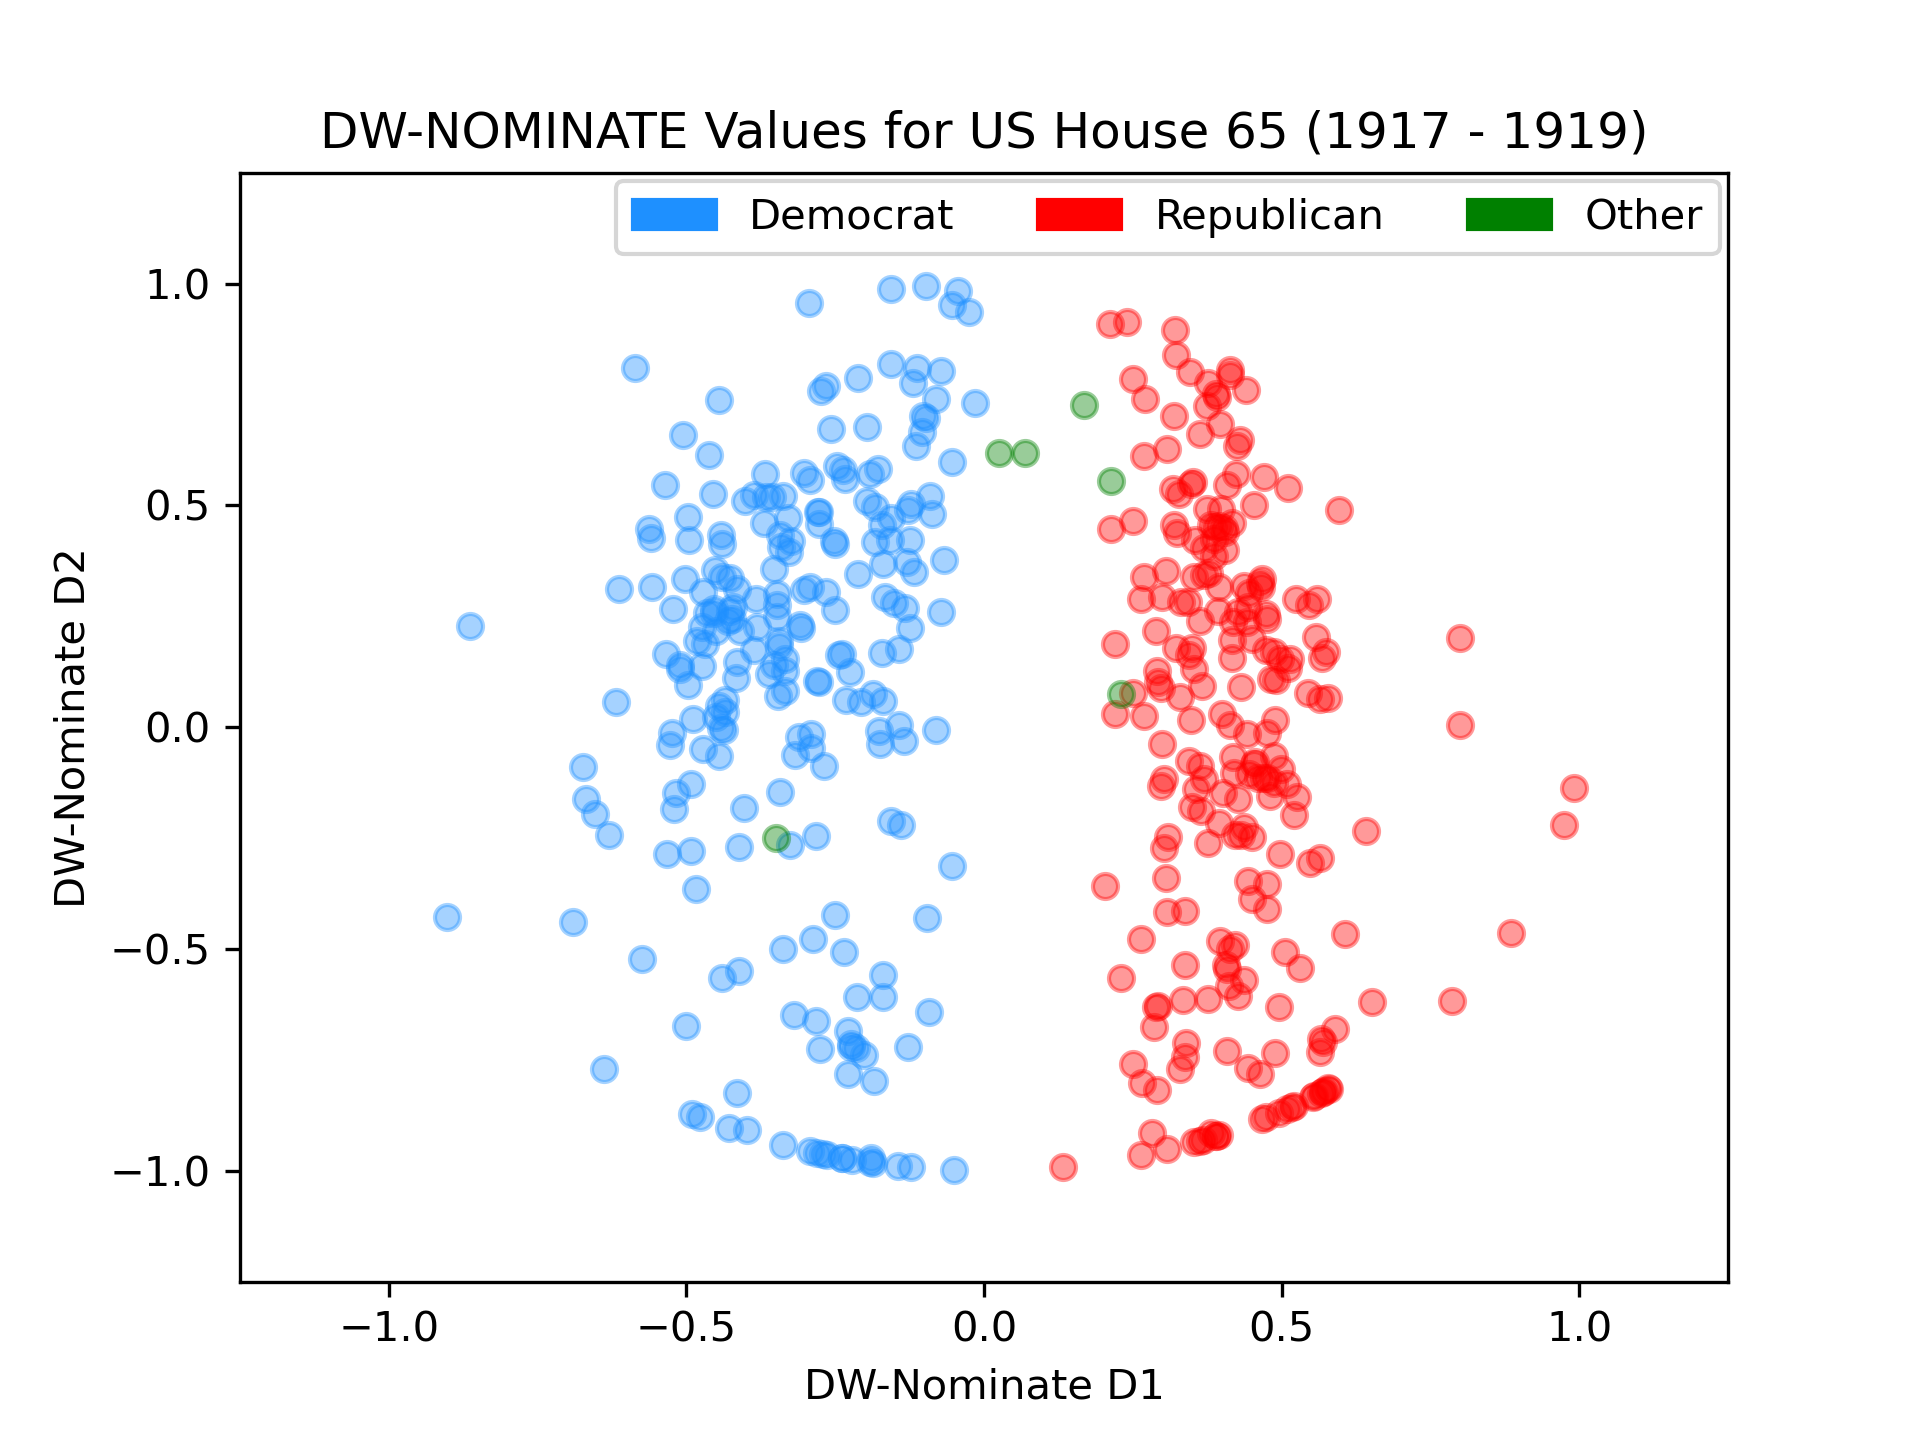 DW-NOMINATE Values for US House 65 (1917 - 1919)
Democrat Republican Other
1.0
0.5
0.0
−0.5
−1.0
DW-Nominate D2
−1.0 −0.5 0.0 0.5 1.0
DW-Nominate D1